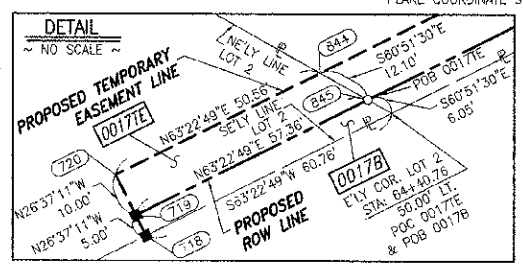 PLANE COORDINATE S
DETAIL
~ NO SCALE ~
NE'LY LINE
LOT 2
844
S80°51'30"E
12.10'
PROPOSED TEMPORARY
EASEMENT LINE
0017TE
N63°22'49"E 50.56'
SE'LY LINE
LOT 2
845
POB 0017TE
S60°51'30"E
6.05'
720
N63°22'49"E 57.36'
N26°37'11"W
10.00'
719
S63°22'49"W 60.76'
0017B
N26°37'11"W
5.00'
718
PROPOSED
ROW LINE
E'LY COR. LOT 2
STA: 64+40.76
50.00' LT.
POC 0017TE
& POB 0017B